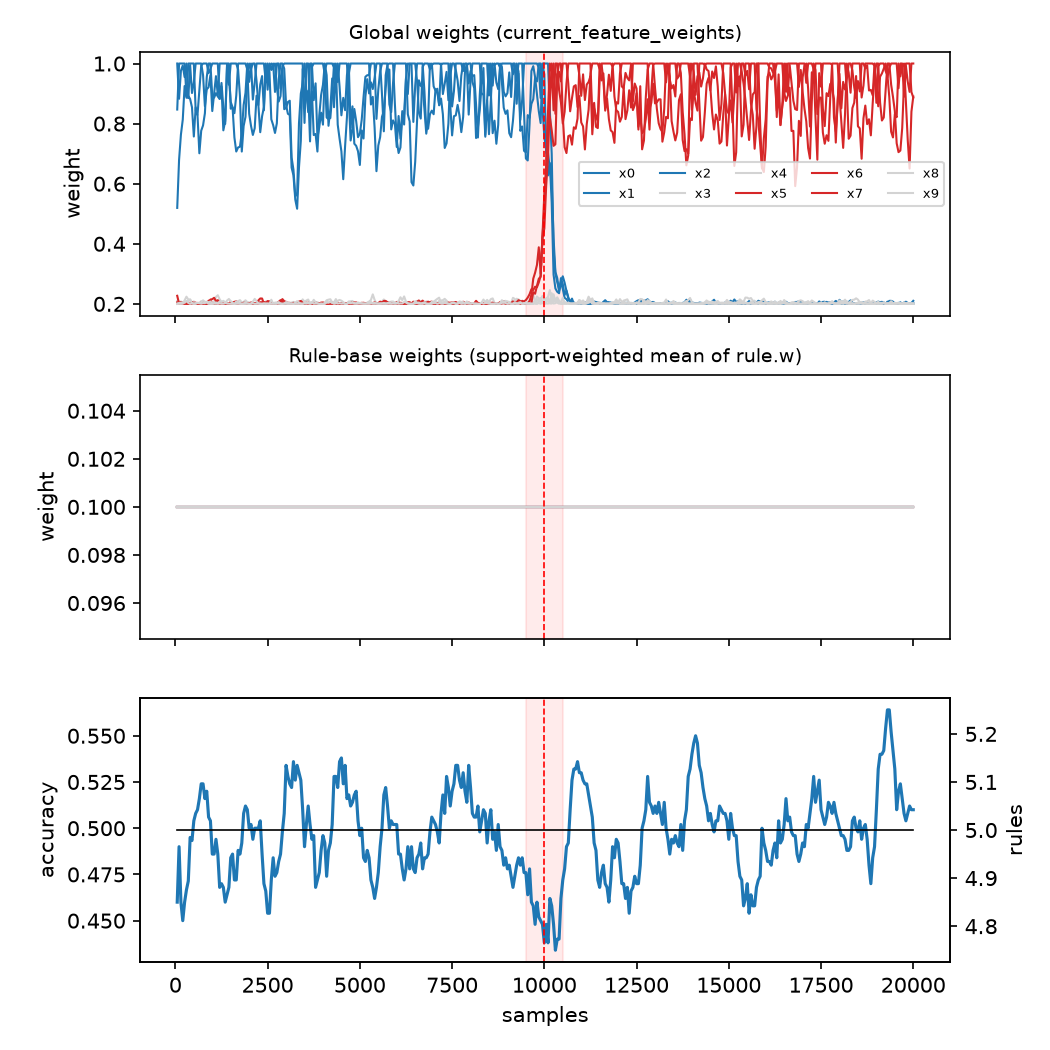 Global weights (current_feature_weights)
1.0
0.8
0.6
0.4
0.2
weight
x0 x2 x4 x6 x8
x1 x3 x5 x7 x9
Rule-base weights (support-weighted mean of rule.w)
0.104
0.102
0.100
0.098
0.096
weight
0.550
0.525
0.500
0.475
0.450
accuracy
5.2
5.1
5.0
4.9
4.8
rules
0 2500 5000 7500 10000 12500 15000 17500 20000
samples